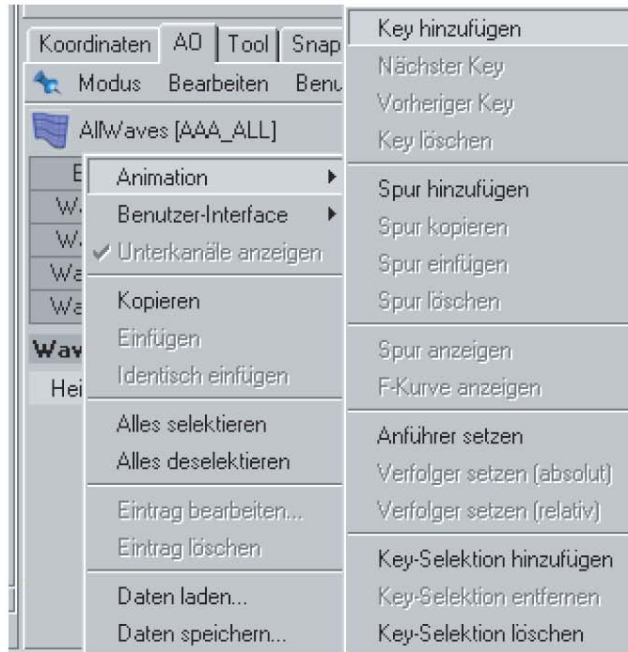 Koordinaten AO Tool Snap
Modus Bearbeiten Benu
AllWaves [AAA_ALL]
Wav
Hei
Animation
Benutzer-Interface
Unterkanäle anzeigen
Kopieren
Einfügen
Identisch einfügen
Alles selektieren
Alles deselektieren
Eintrag bearbeiten...
Eintrag löschen
Daten laden...
Daten speichern...
Key hinzufügen
Nächster Key
Vorheriger Key
Key löschen
Spur hinzufügen
Spur kopieren
Spur einfügen
Spur löschen
Spur anzeigen
F-Kurve anzeigen
Anführer setzen
Verfolger setzen (absolut)
Verfolger setzen (relativ)
Key-Selektion hinzufügen
Key-Selektion entfernen
Key-Selektion löschen